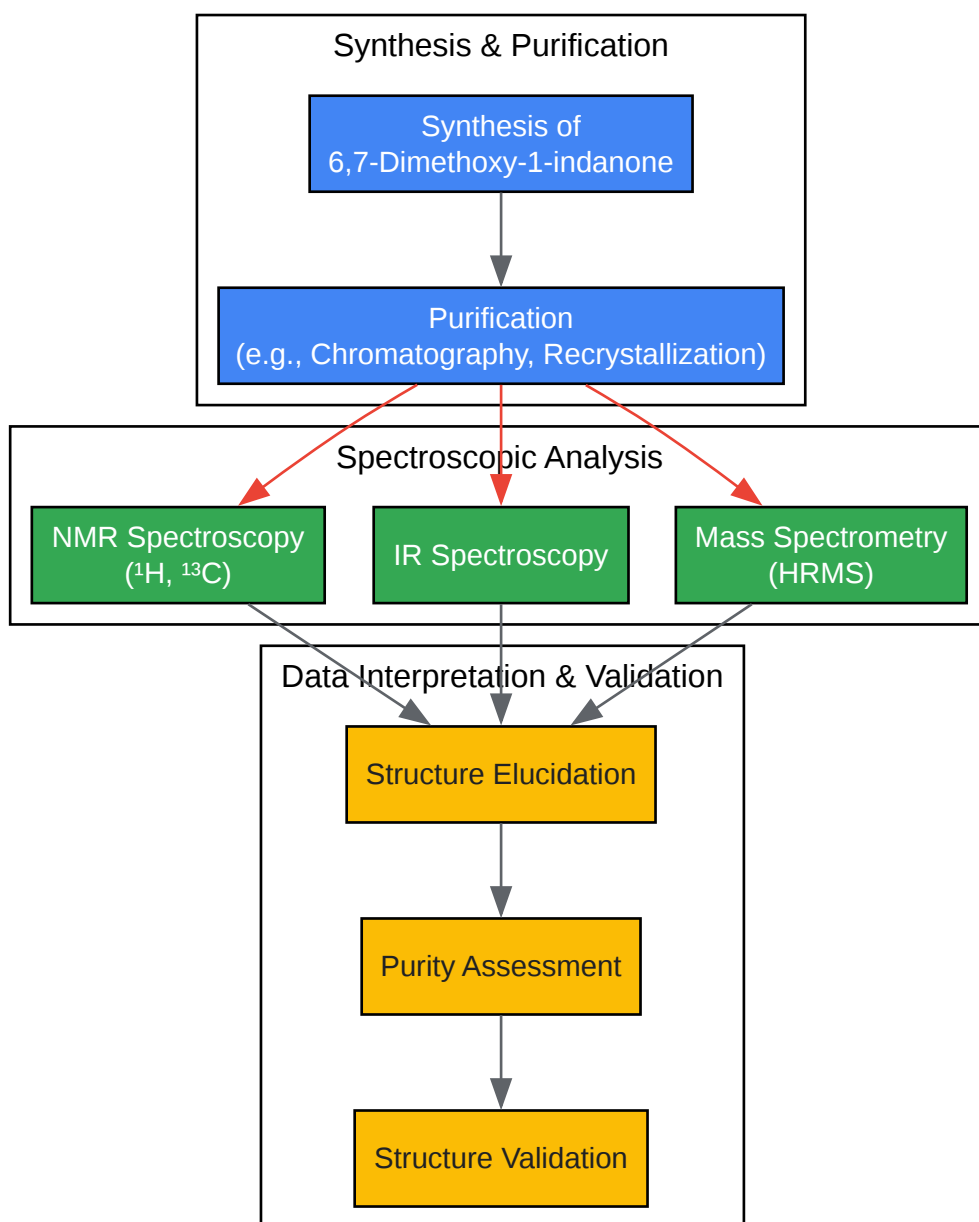 Synthesis & Purification
Synthesis of
6,7-Dimethoxy-1-indanone
Purification
(e.g., Chromatography, Recrystallization)
Spectroscopic Analysis
NMR Spectroscopy
(¹H, ¹³C)
IR Spectroscopy
Mass Spectrometry
(HRMS)
Data Interpretation & Validation
Structure Elucidation
Purity Assessment
Structure Validation